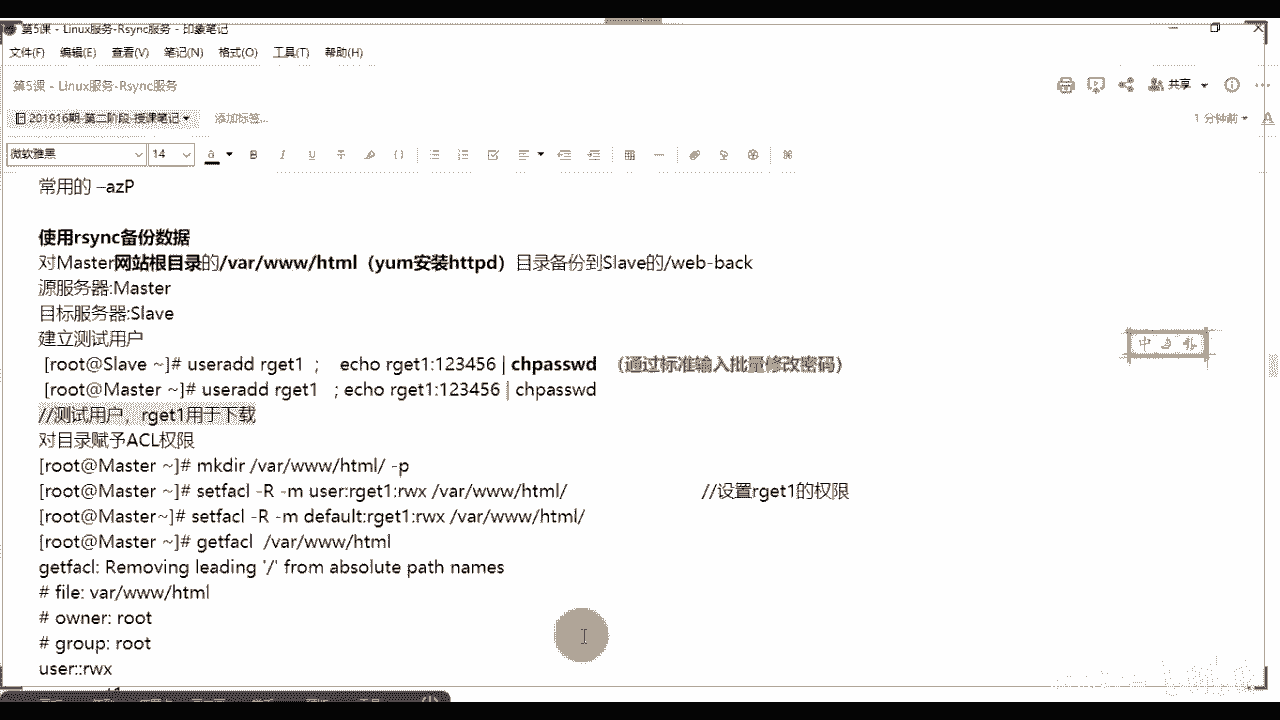 第5课 - Linux服务-Rsync服务 - 印象笔记
文件(F) 编辑(E) 查看(V) 笔记(N) 格式(O) 工具(T) 帮助(H)
第5课 - Linux服务-Rsync服务
共享
201916期-第二阶段-授课笔记
添加标签...
1 分钟前
微软雅黑 14
常用的 –azP
使用rsync备份数据
对Master网站根目录的/var/www/html（yum安装httpd）目录备份到Slave的/web-back
源服务器:Master
目标服务器:Slave
建立测试用户
[root@Slave ~]# useradd rget1 ; echo rget1:123456 | chpasswd （通过标准输入批量修改密码）
[root@Master ~]# useradd rget1 ; echo rget1:123456 | chpasswd
//测试用户，rget1用于下载
对目录赋予ACL权限
[root@Master ~]# mkdir /var/www/html/ -p
[root@Master ~]# setfacl -R -m user:rget1:rwx /var/www/html/ //设置rget1的权限
[root@Master~]# setfacl -R -m default:rget1:rwx /var/www/html/
[root@Master ~]# getfacl /var/www/html
getfacl: Removing leading '/' from absolute path names
# file: var/www/html
# owner: root
# group: root
user::rwx